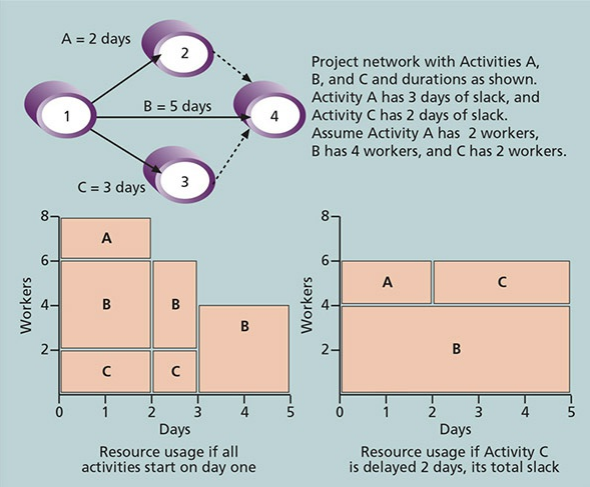 A = 2 days
2
Project network with Activities A,
B, and C and durations as shown.
Activity A has 3 days of slack, and
Activity C has 2 days of slack.
Assume Activity A has 2 workers,
B has 4 workers, and C has 2 workers.
1
B = 5 days
4
C = 3 days
3
8
6
4
2
Workers
A
B
B
B
C
C
0 1 2 3 4 5
Days
Resource usage if all
activities start on day one
8
6
4
2
Workers
A
C
B
0 1 2 3 4 5
Days
Resource usage if Activity C
is delayed 2 days, its total slack